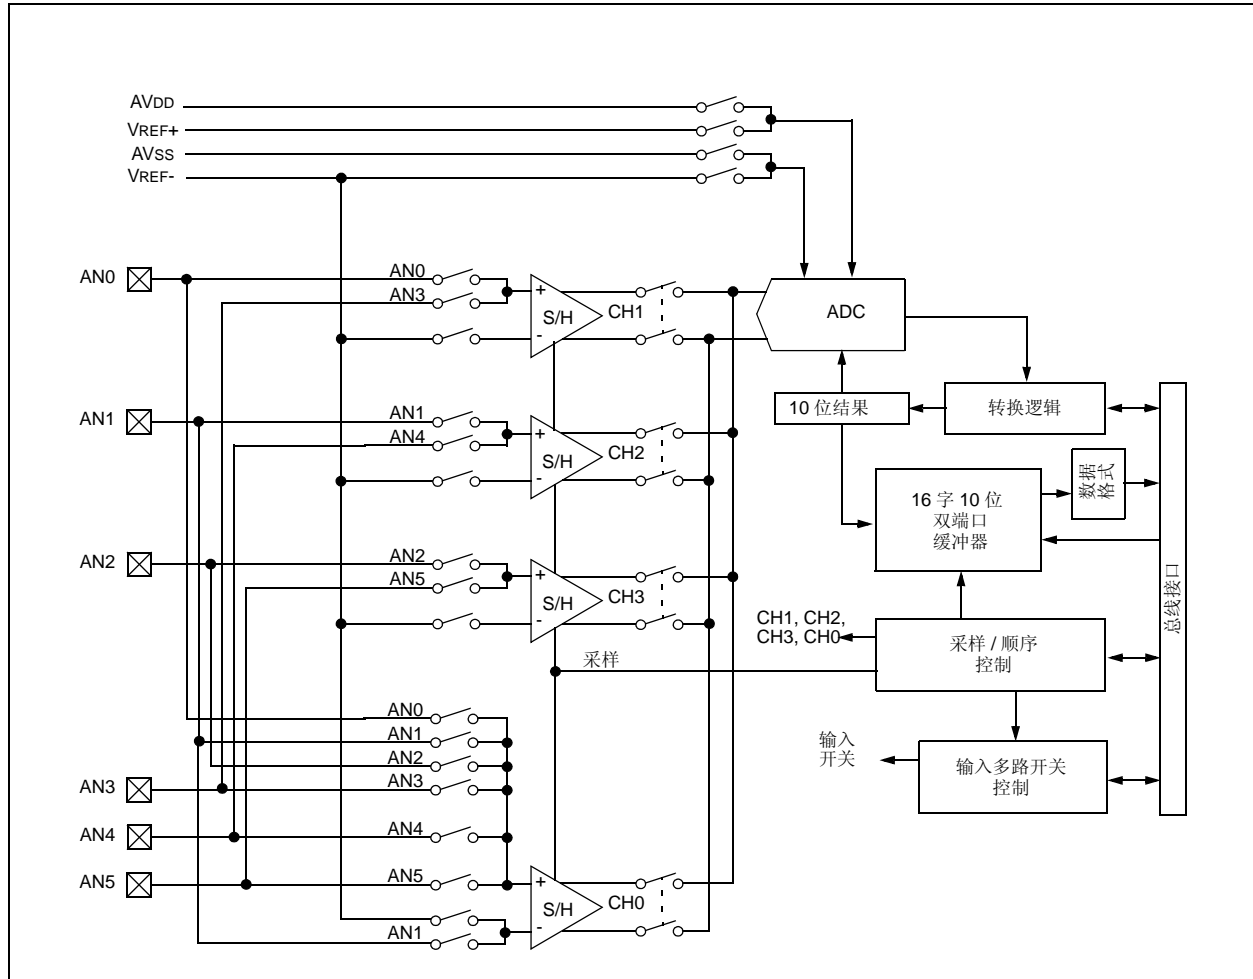 AVDD
VREF+
AVSS
VREF-
AN0
AN0
AN3
+
S/H
-
CH1
ADC
10 位结果
转换逻辑
AN1
AN1
AN4
+
S/H
-
CH2
16 字 10 位
双端口
缓冲器
数据
格式
总线接口
AN2
AN2
AN5
+
S/H
-
CH3
CH1, CH2,
CH3, CH0
采样 / 顺序
控制
采样
AN0
AN1
AN2
AN3
AN3
AN4
AN4
AN5
AN5
AN1
+
S/H
-
CH0
输入
开关
输入多路开关
控制